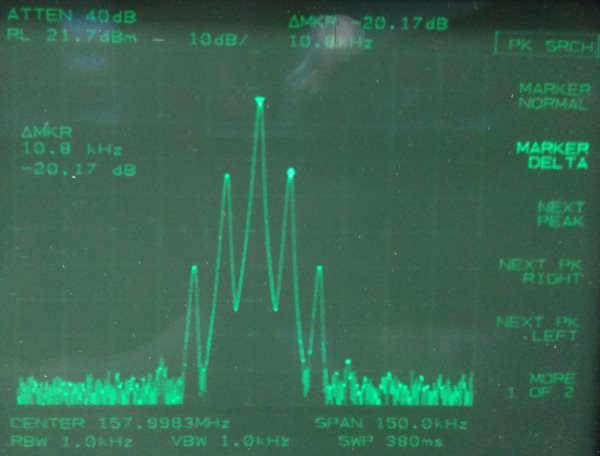 ATTEN 40dB
RL 21.7dBm
10dB/
ΔMKR -20.17dB
10.8kHz
PK SRCH
MARKER
NORMAL
ΔMKR
10.8 kHz
-20.17 dB
MARKER
DELTA
NEXT
PEAK
NEXT PK
RIGHT
NEXT PK
LEFT
MORE
1 OF 2
CENTER 157.9983MHz
SPAN 150.0kHz
RBW 1.0kHz
VBW 1.0kHz
SWP 380ms